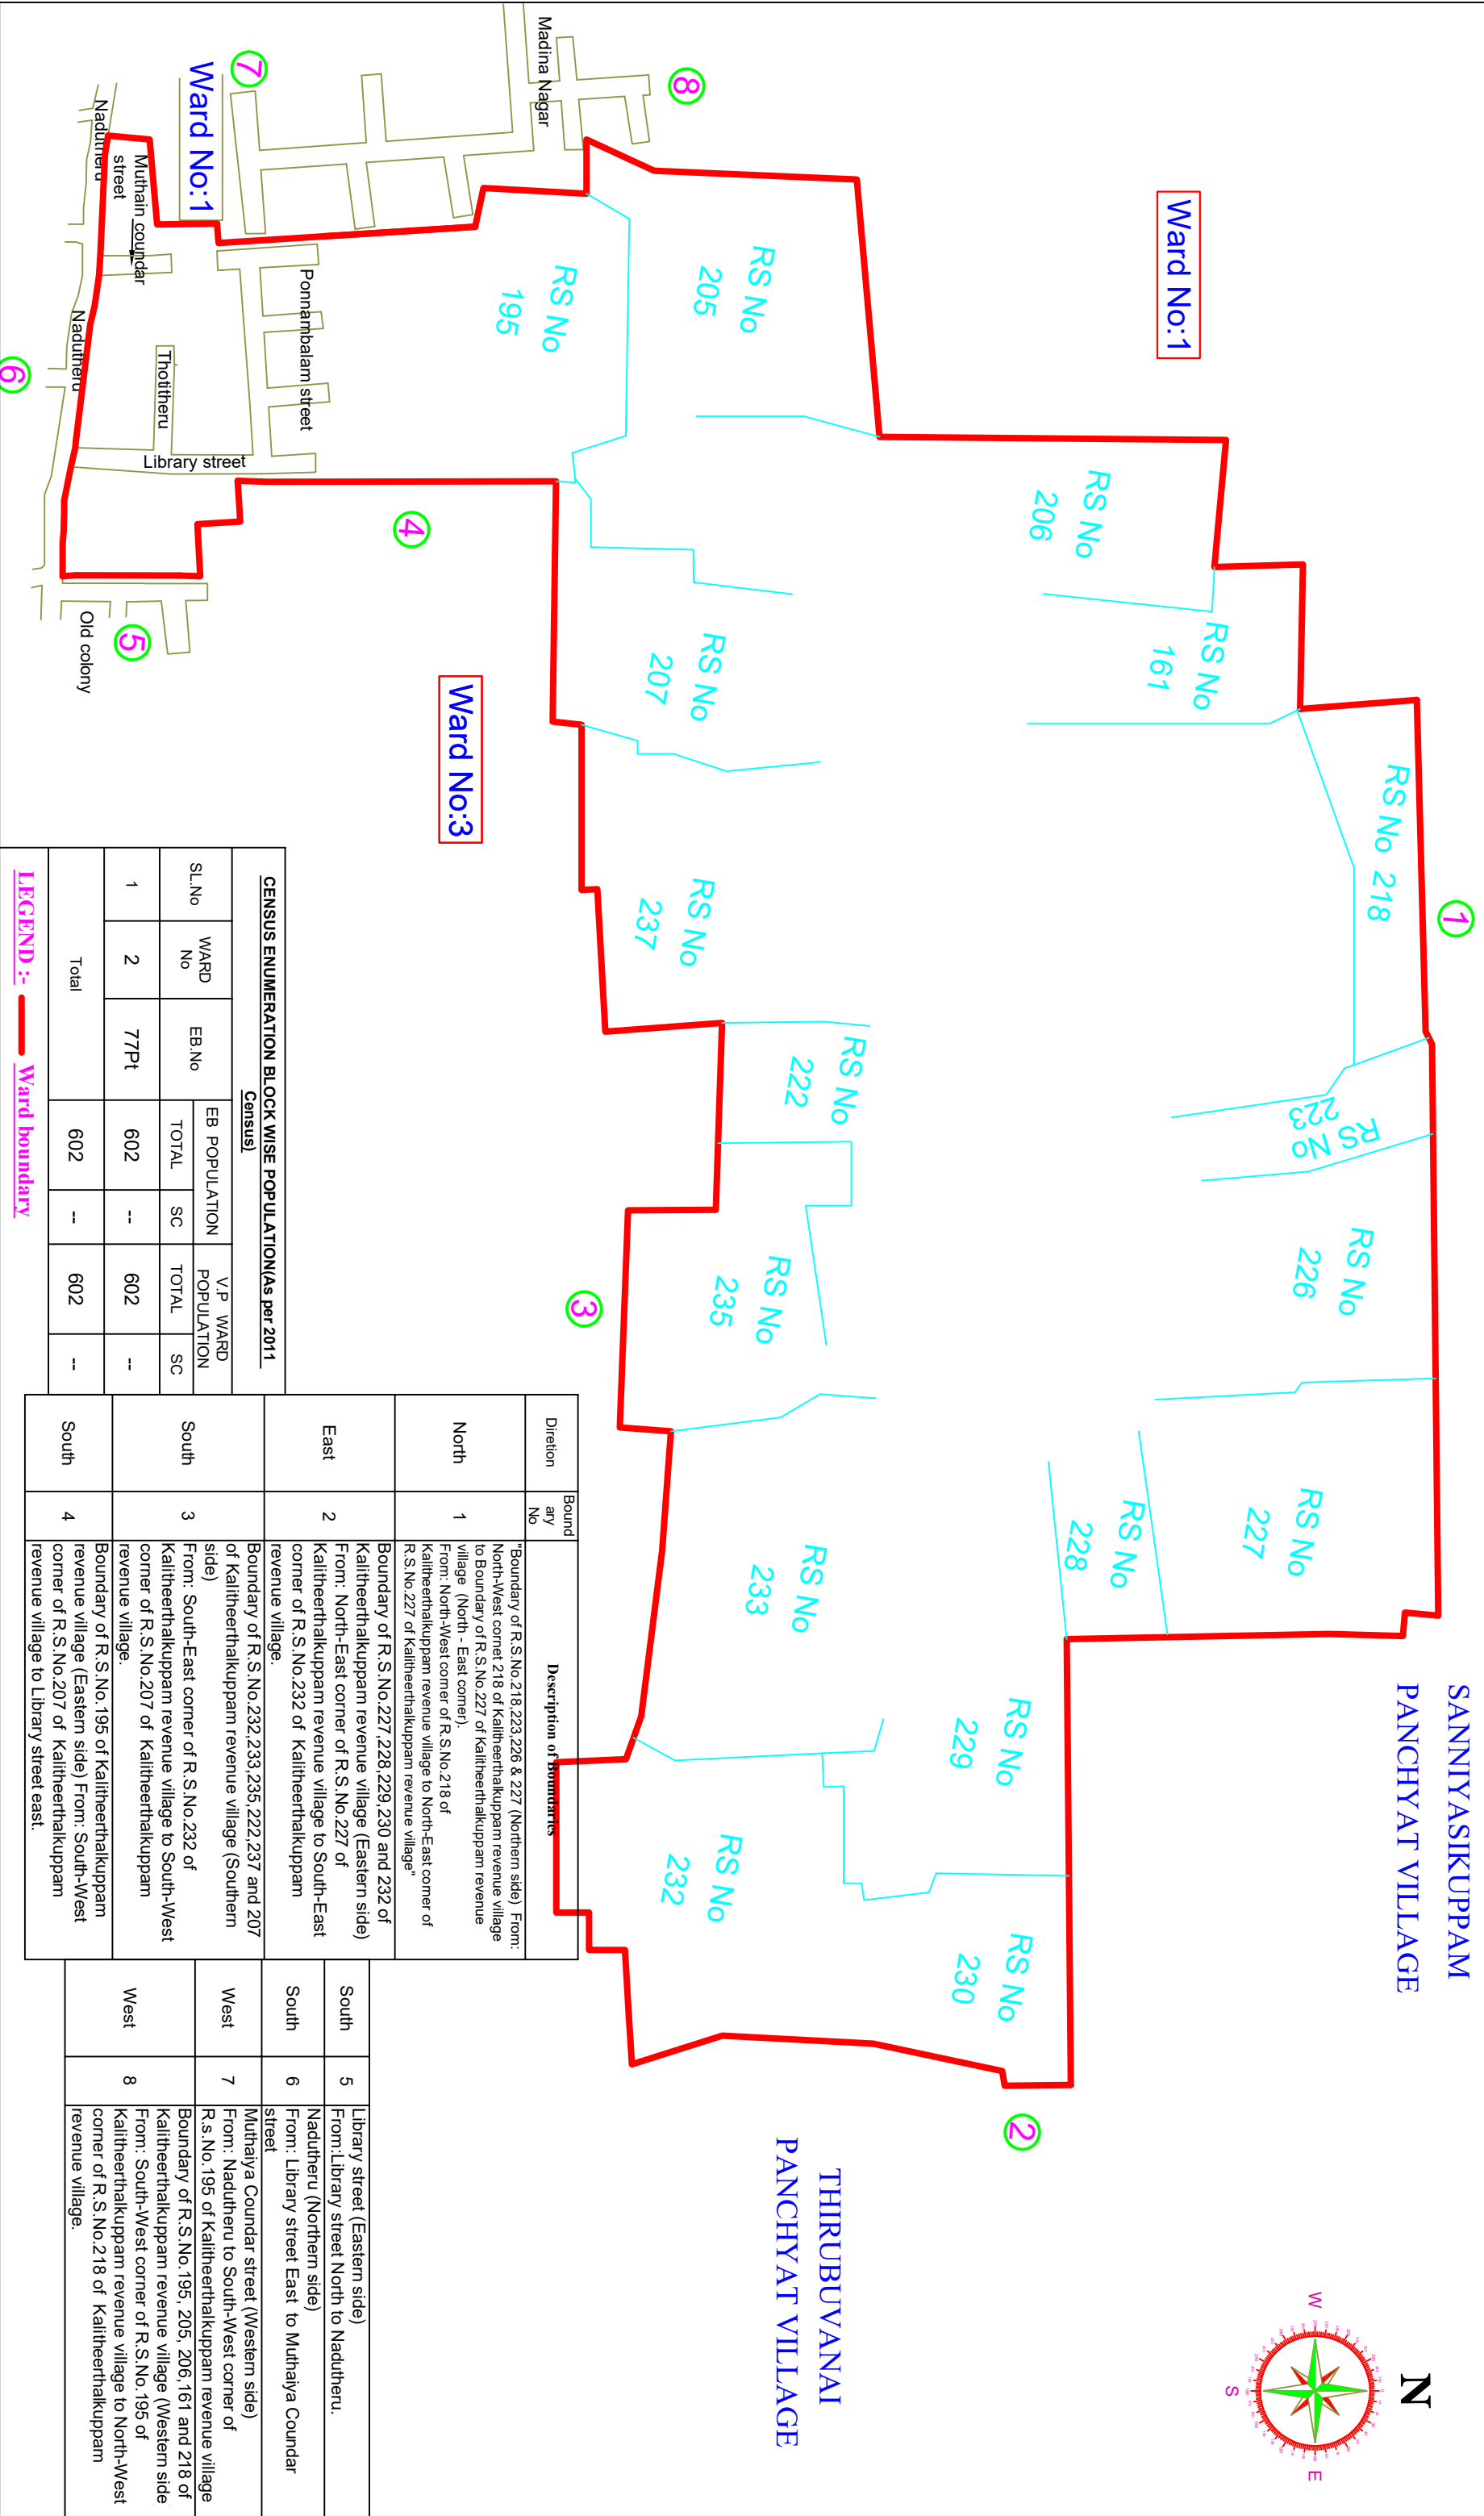 SANNIYASIKUPPAM
PANCHYAT VILLAGE
N
W
E
S
1
Ward No:1
RS No 218
RS No
223
RS No
226
RS No
227
RS No
228
RS No
161
RS No
206
RS No
205
RS No
195
RS No
207
RS No
237
RS No
222
RS No
235
RS No
233
RS No
229
RS No
230
RS No
232
THIRUBUVANAI
PANCHYAT VILLAGE
2
3
4
5
6
7
8
Madina Nagar
Ward No:1
Ward No:3
Ponnambalam street
Muthain coundar
street
Thotitheru
Library street
Nadutheru
Nadutheru
Old colony
CENSUS ENUMERATION BLOCK WISE POPULATION(As per 2011
Census)
SL.No
WARD
No
EB.No
EB POPULATION
V.P WARD
POPULATION
TOTAL SC TOTAL SC
1 2 77Pt 602 -- 602 --
Total 602 -- 602 --
LEGEND :- Ward boundary
Diretion
Bound
ary
No
Description of Boundaries
North 1
"Boundary of R.S.No.218,223,226 & 227 (Northern side) From:
North-West cornet 218 of Kalitheerthalkuppam revenue village
to Boundary of R.S.No.227 of Kalitheerthalkuppam revenue
village (North - East corner).
From: North-West corner of R.S.No.218 of
Kalitheerthalkuppam revenue village to North-East corner of
R.S.No.227 of Kalitheerthalkuppam revenue village"
East 2
Boundary of R.S.No.227,228,229,230 and 232 of
Kalitheerthalkuppam revenue village (Eastern side)
From: North-East corner of R.S.No.227 of
Kalitheerthalkuppam revenue village to South-East
corner of R.S.No.232 of Kalitheerthalkuppam
revenue village.
South 3
Boundary of R.S.No.232,233,235,222,237 and 207
of Kalitheerthalkuppam revenue village (Southern
side)
From: South-East corner of R.S.No.232 of
Kalitheerthalkuppam revenue village to South-West
corner of R.S.No.207 of Kalitheerthalkuppam
revenue village.
South 4
Boundary of R.S.No.195 of Kalitheerthalkuppam
revenue village (Eastern side) From: South-West
corner of R.S.No.207 of Kalitheerthalkuppam
revenue village to Library street east.
South 5
Library street (Eastern side)
From:Library street North to Nadutheru.
South 6
Nadutheru (Northern side)
From: Library street East to Muthaiya Coundar
street
West 7
Muthaiya Coundar street (Western side)
From: Nadutheru to South-West corner of
R.s.No.195 of Kalitheerthalkuppam revenue village
West 8
Boundary of R.S.No.195, 205, 206,161 and 218 of
Kalitheerthalkuppam revenue village (Western side
From: South-West corner of R.S.No.195 of
Kalitheerthalkuppam revenue village to North-West
corner of R.S.No.218 of Kalitheerthalkuppam
revenue village.